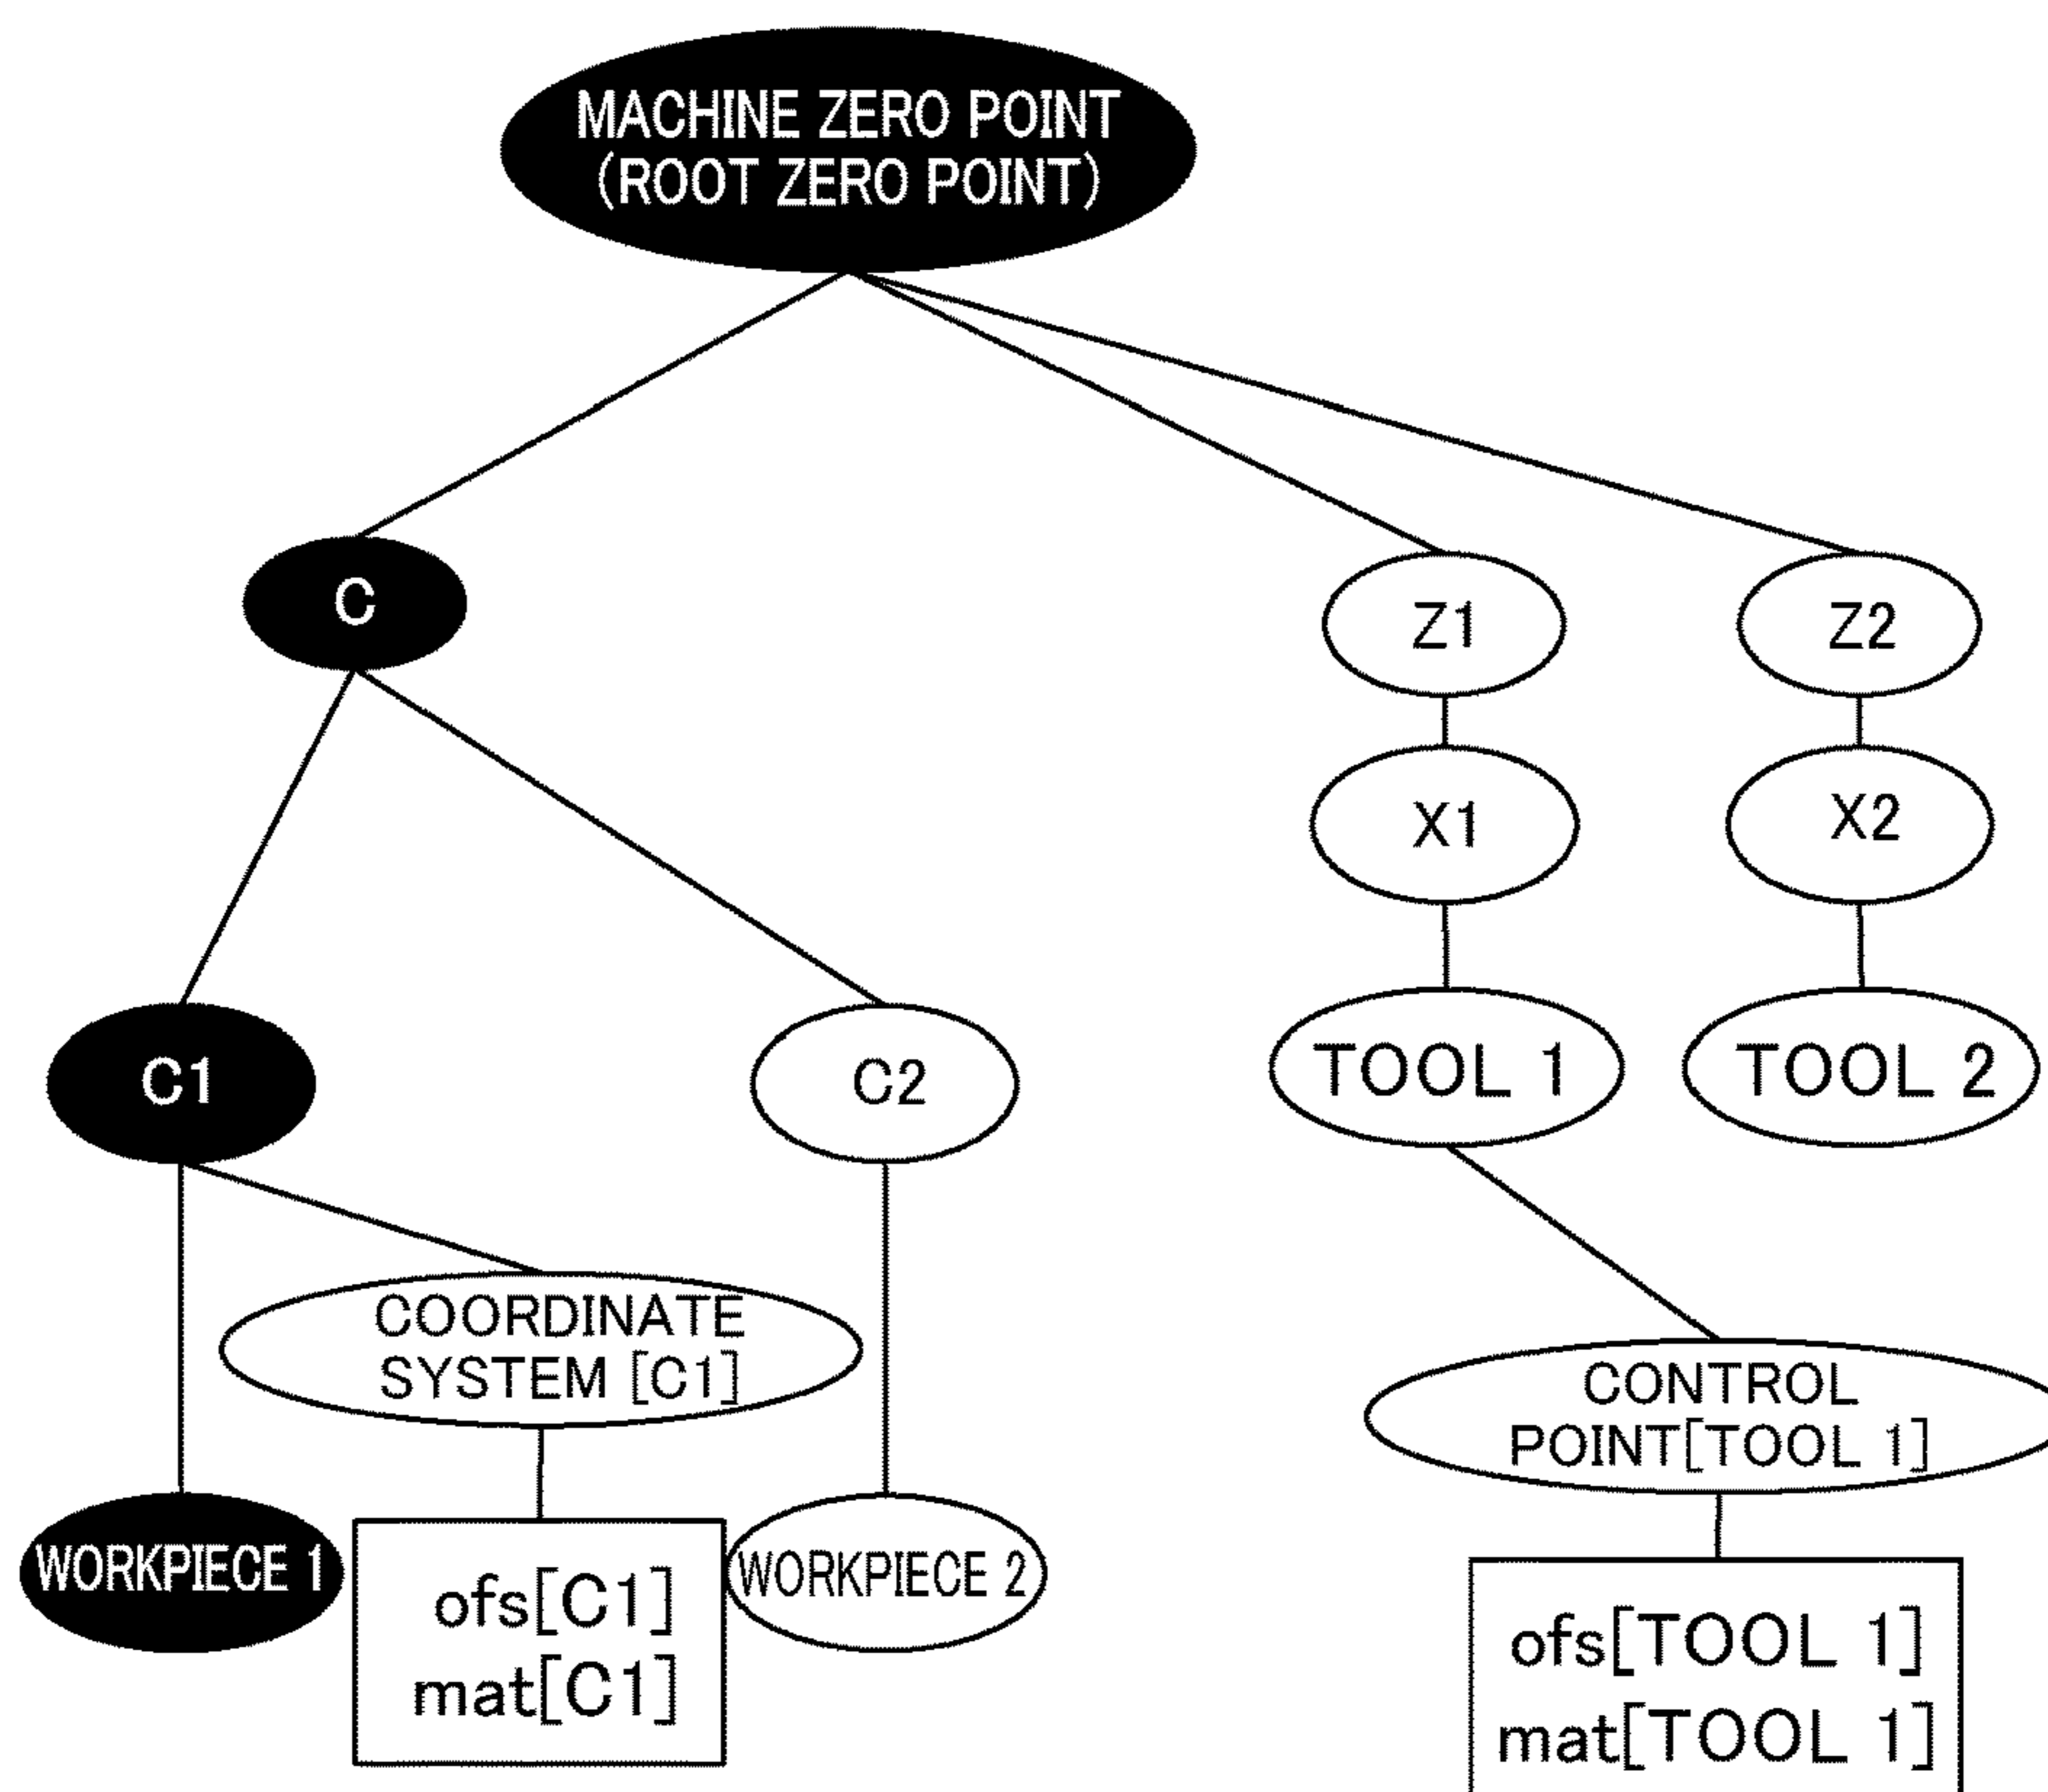 MACHINE ZERO POINT
(ROOT ZERO POINT)
C
Z1
Z2
X1
X2
C1
C2
TOOL 1
TOOL 2
COORDINATE
SYSTEM [C1]
CONTROL
POINT[TOOL 1]
WORKPIECE 1
ofs[C1]
mat[C1]
WORKPIECE 2
ofs[TOOL 1]
mat[TOOL 1]